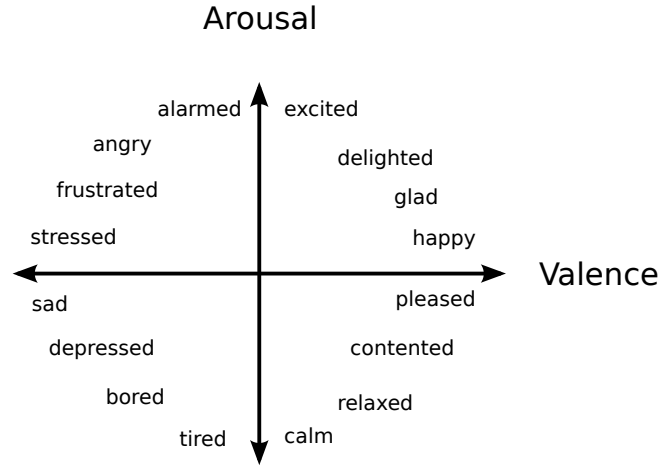 Arousal
alarmed
excited
angry
delighted
frustrated
glad
stressed
happy
Valence
sad
pleased
depressed
contented
bored
relaxed
tired
calm